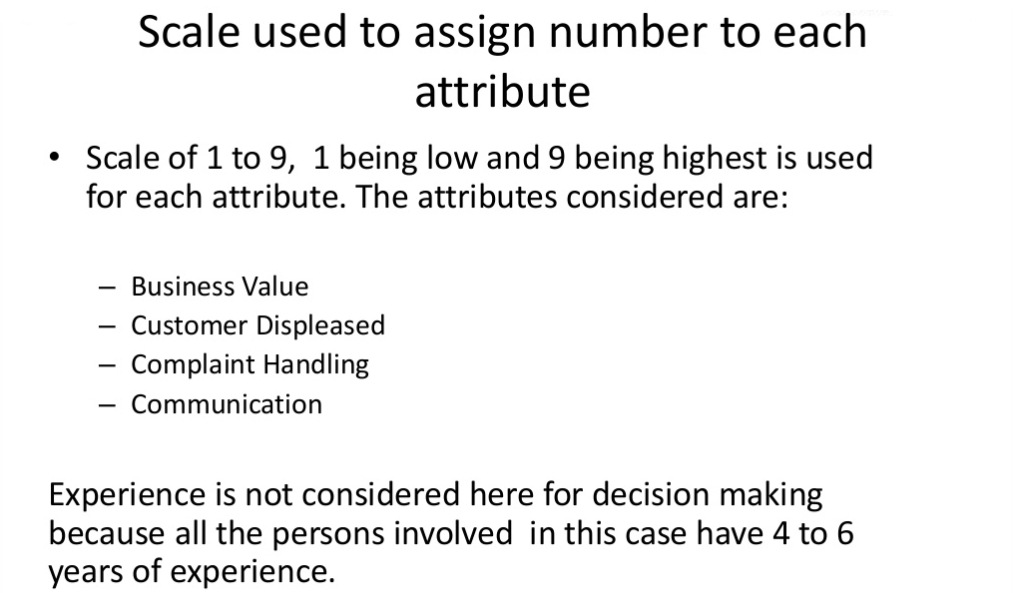 Scale used to assign number to each
attribute
• Scale of 1 to 9,  1 being low and 9 being highest is used
for each attribute. The attributes considered are:
– Business Value
– Customer Displeased
– Complaint Handling
– Communication
Experience is not considered here for decision making
because all the persons involved  in this case have 4 to 6
years of experience.